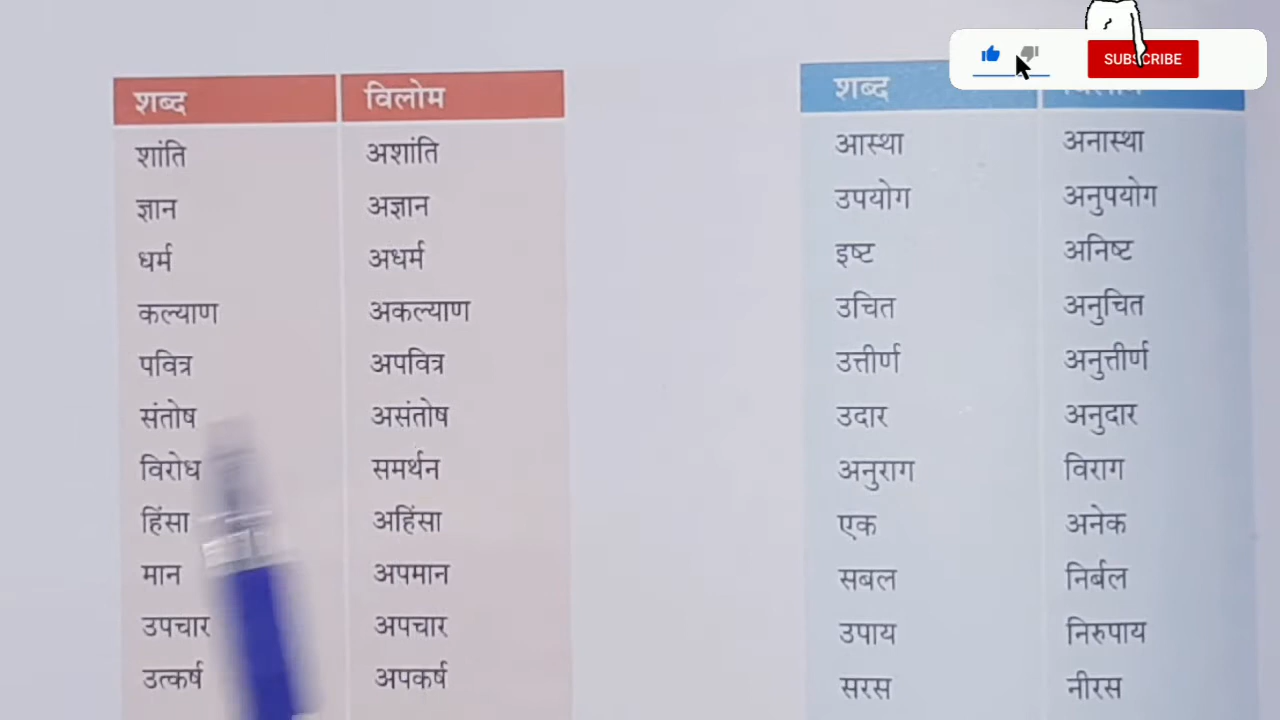 SUBSCRIBE
शब्द विलोम
शांति अशांति
ज्ञान अज्ञान
धर्म अधर्म
कल्याण अकल्याण
पवित्र अपवित्र
संतोष असंतोष
विरोध समर्थन
हिंसा अहिंसा
मान अपमान
उपचार अपचार
उत्कर्ष अपकर्ष
शब्द
आस्था अनास्था
उपयोग अनुपयोग
इष्ट अनिष्ट
उचित अनुचित
उत्तीर्ण अनुत्तीर्ण
उदार अनुदार
अनुराग विराग
एक अनेक
सबल निर्बल
उपाय निरुपाय
सरस नीरस